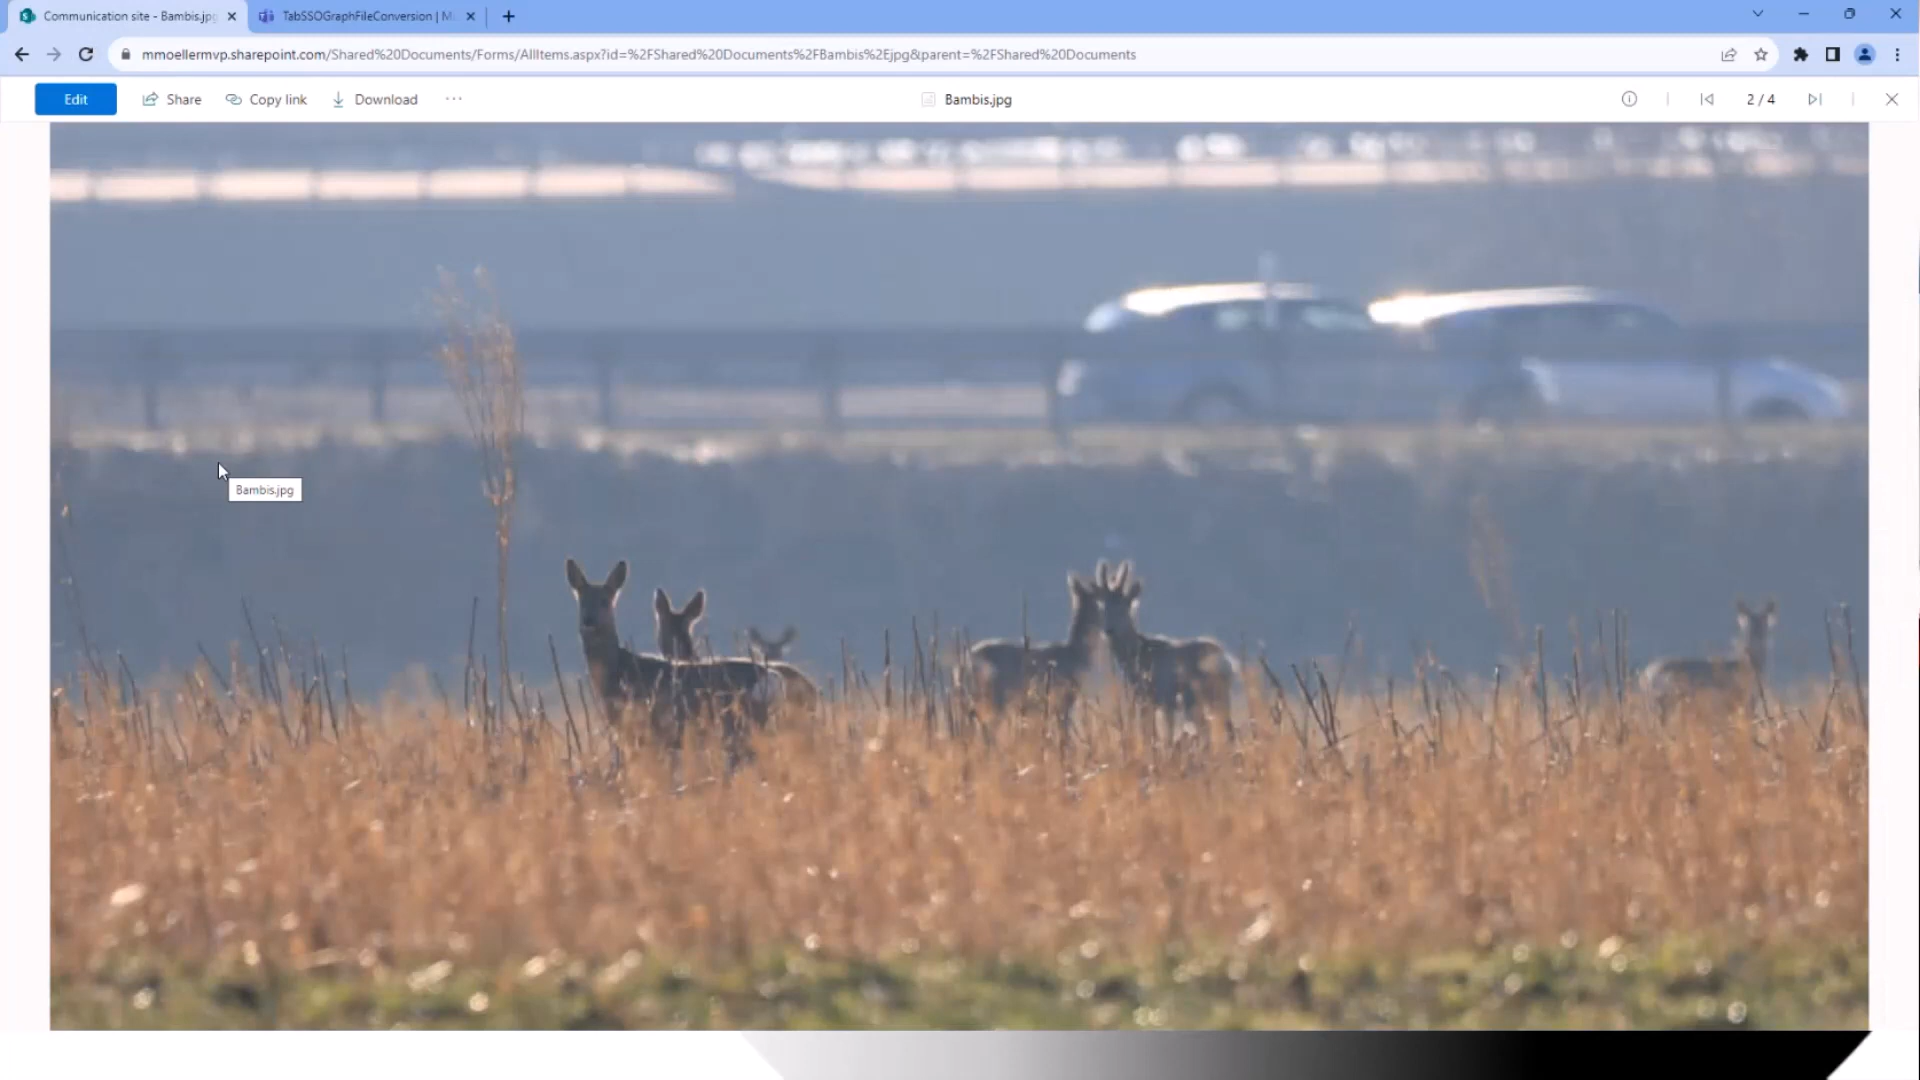 Communication site - Bambis.jpg
TabSSOGraphFileConversion | M
mmoellermvp.sharepoint.com/Shared%20Documents/Forms/AllItems.aspx?id=%2FShared%20Documents%2FBambis%2Ejpg&parent=%2FShared%20Documents
Edit
Share
Copy link
Download
Bambis.jpg
2 / 4
Bambis.jpg